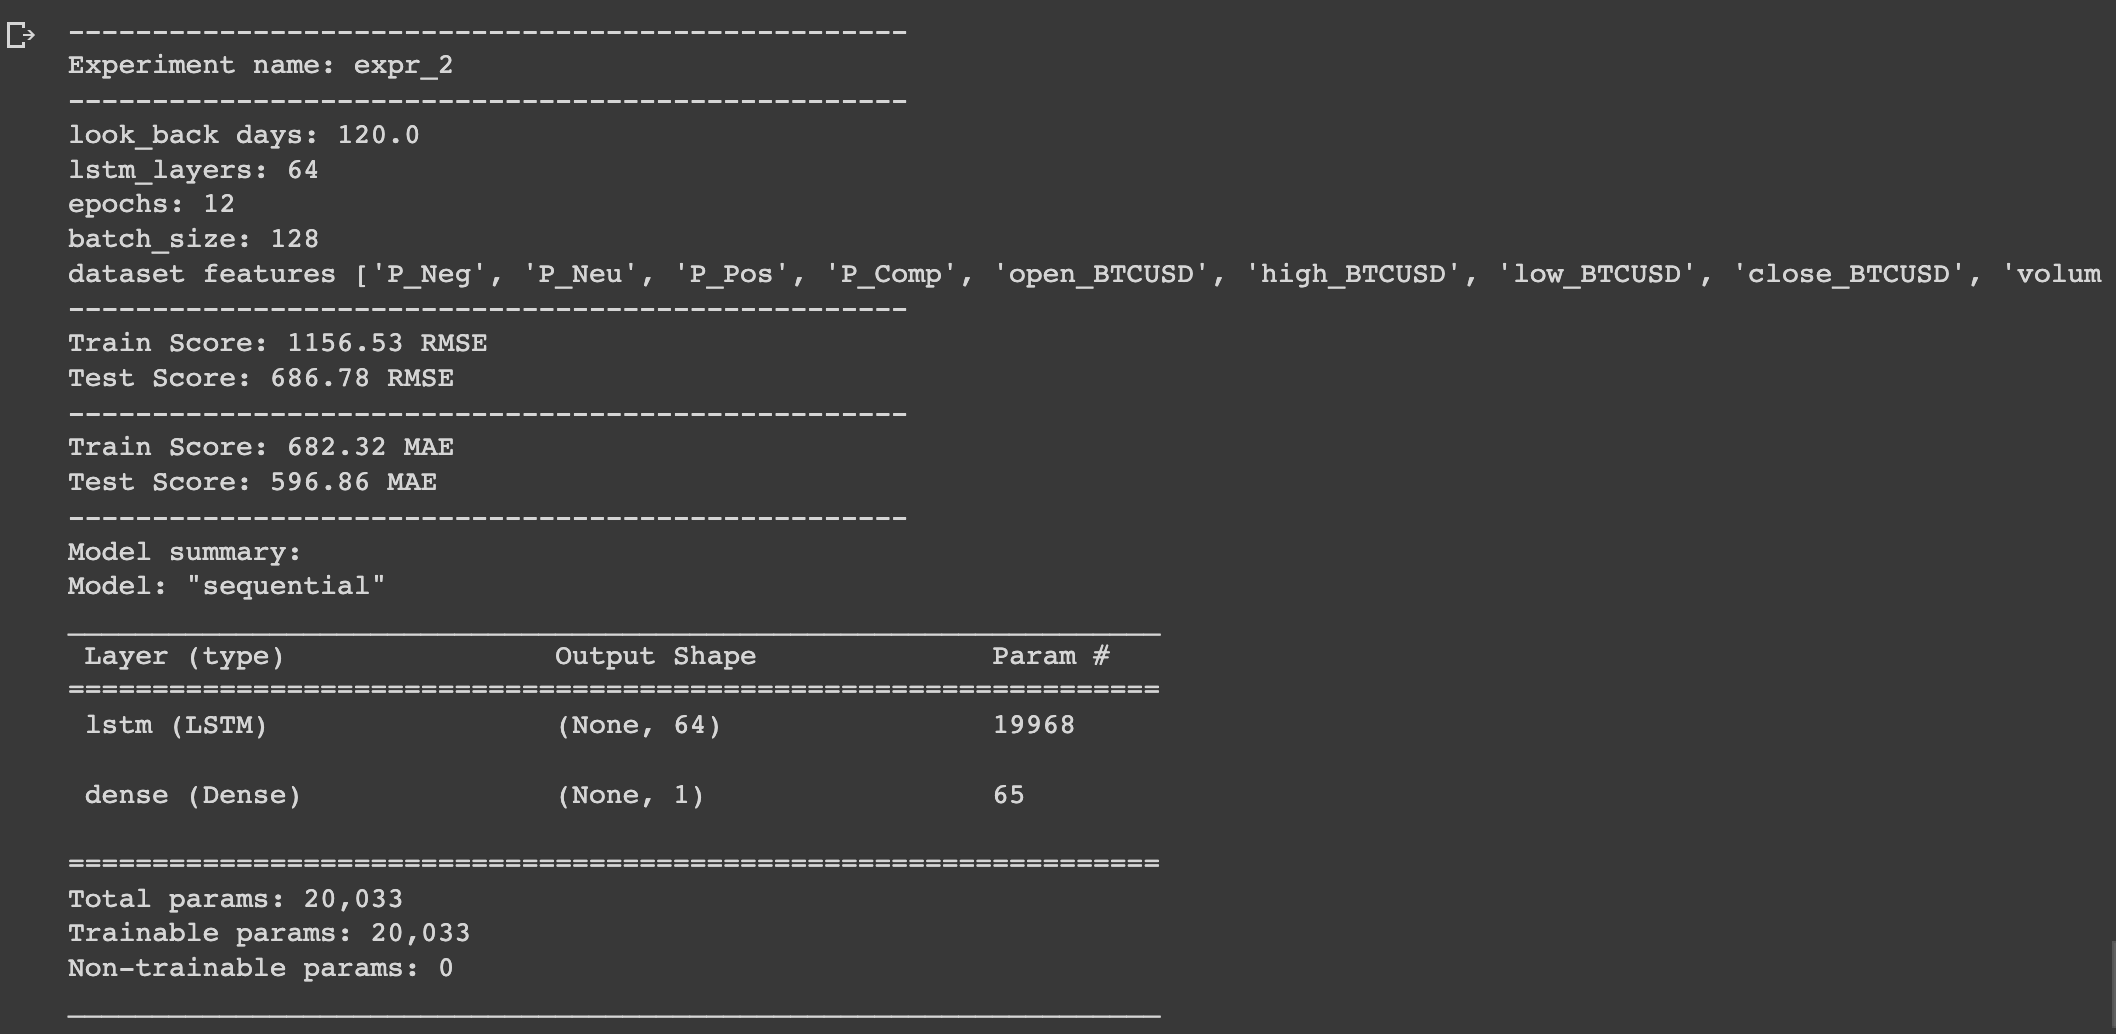 --------------------------------------------------
Experiment name: expr_2
--------------------------------------------------
look_back days: 120.0
lstm_layers: 64
epochs: 12
batch_size: 128
dataset features ['P_Neg', 'P_Neu', 'P_Pos', 'P_Comp', 'open_BTCUSD', 'high_BTCUSD', 'low_BTCUSD', 'close_BTCUSD', 'volum
--------------------------------------------------
Train Score: 1156.53 RMSE
Test Score: 686.78 RMSE
--------------------------------------------------
Train Score: 682.32 MAE
Test Score: 596.86 MAE
--------------------------------------------------
Model summary:
Model: "sequential"
_________________________________________________________________
Layer (type) Output Shape Param #
=================================================================
lstm (LSTM) (None, 64) 19968
dense (Dense) (None, 1) 65
=================================================================
Total params: 20,033
Trainable params: 20,033
Non-trainable params: 0
_________________________________________________________________